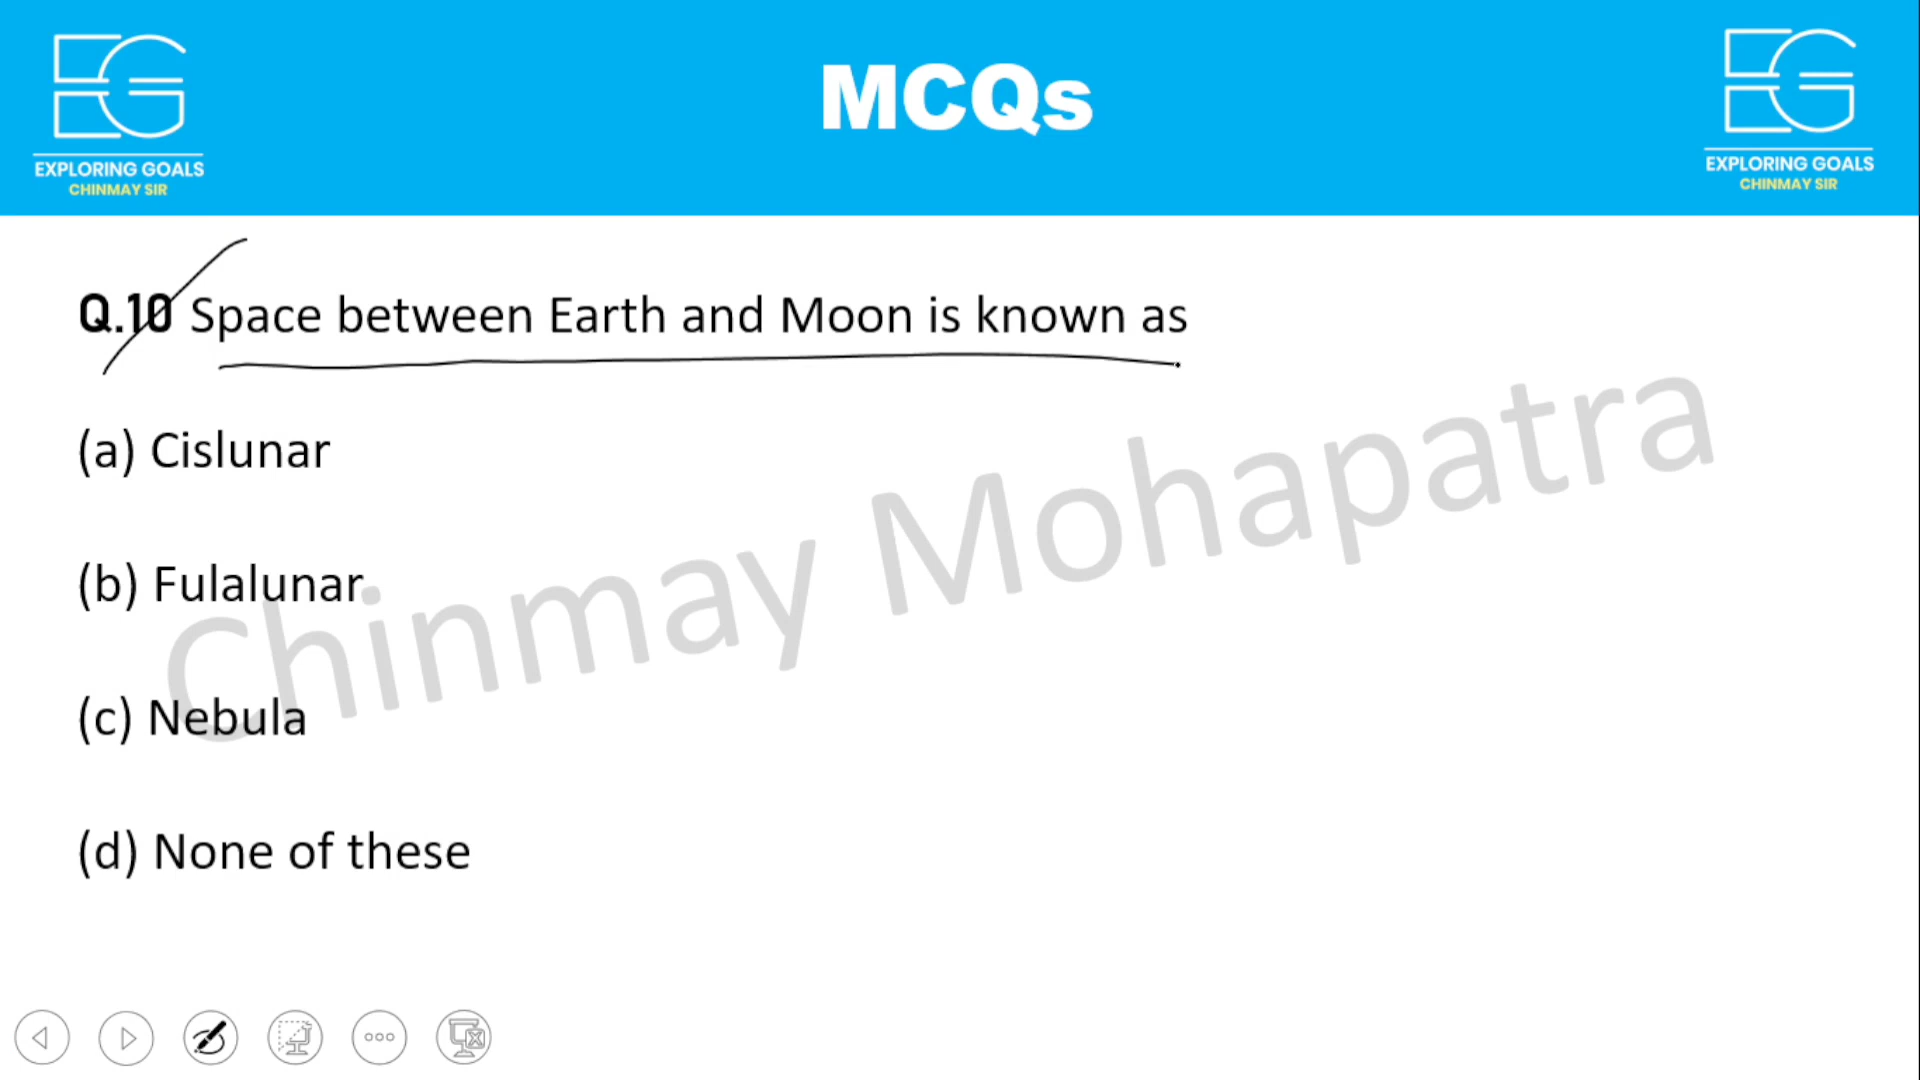 MCQs
EXPLORING GOALS
CHINMAY SIR
EXPLORING GOALS
CHINMAY SIR
Q.10 Space between Earth and Moon is known as
(a) Cislunar
(b) Fulalunar
(c) Nebula
(d) None of these
Chinmay Mohapatra